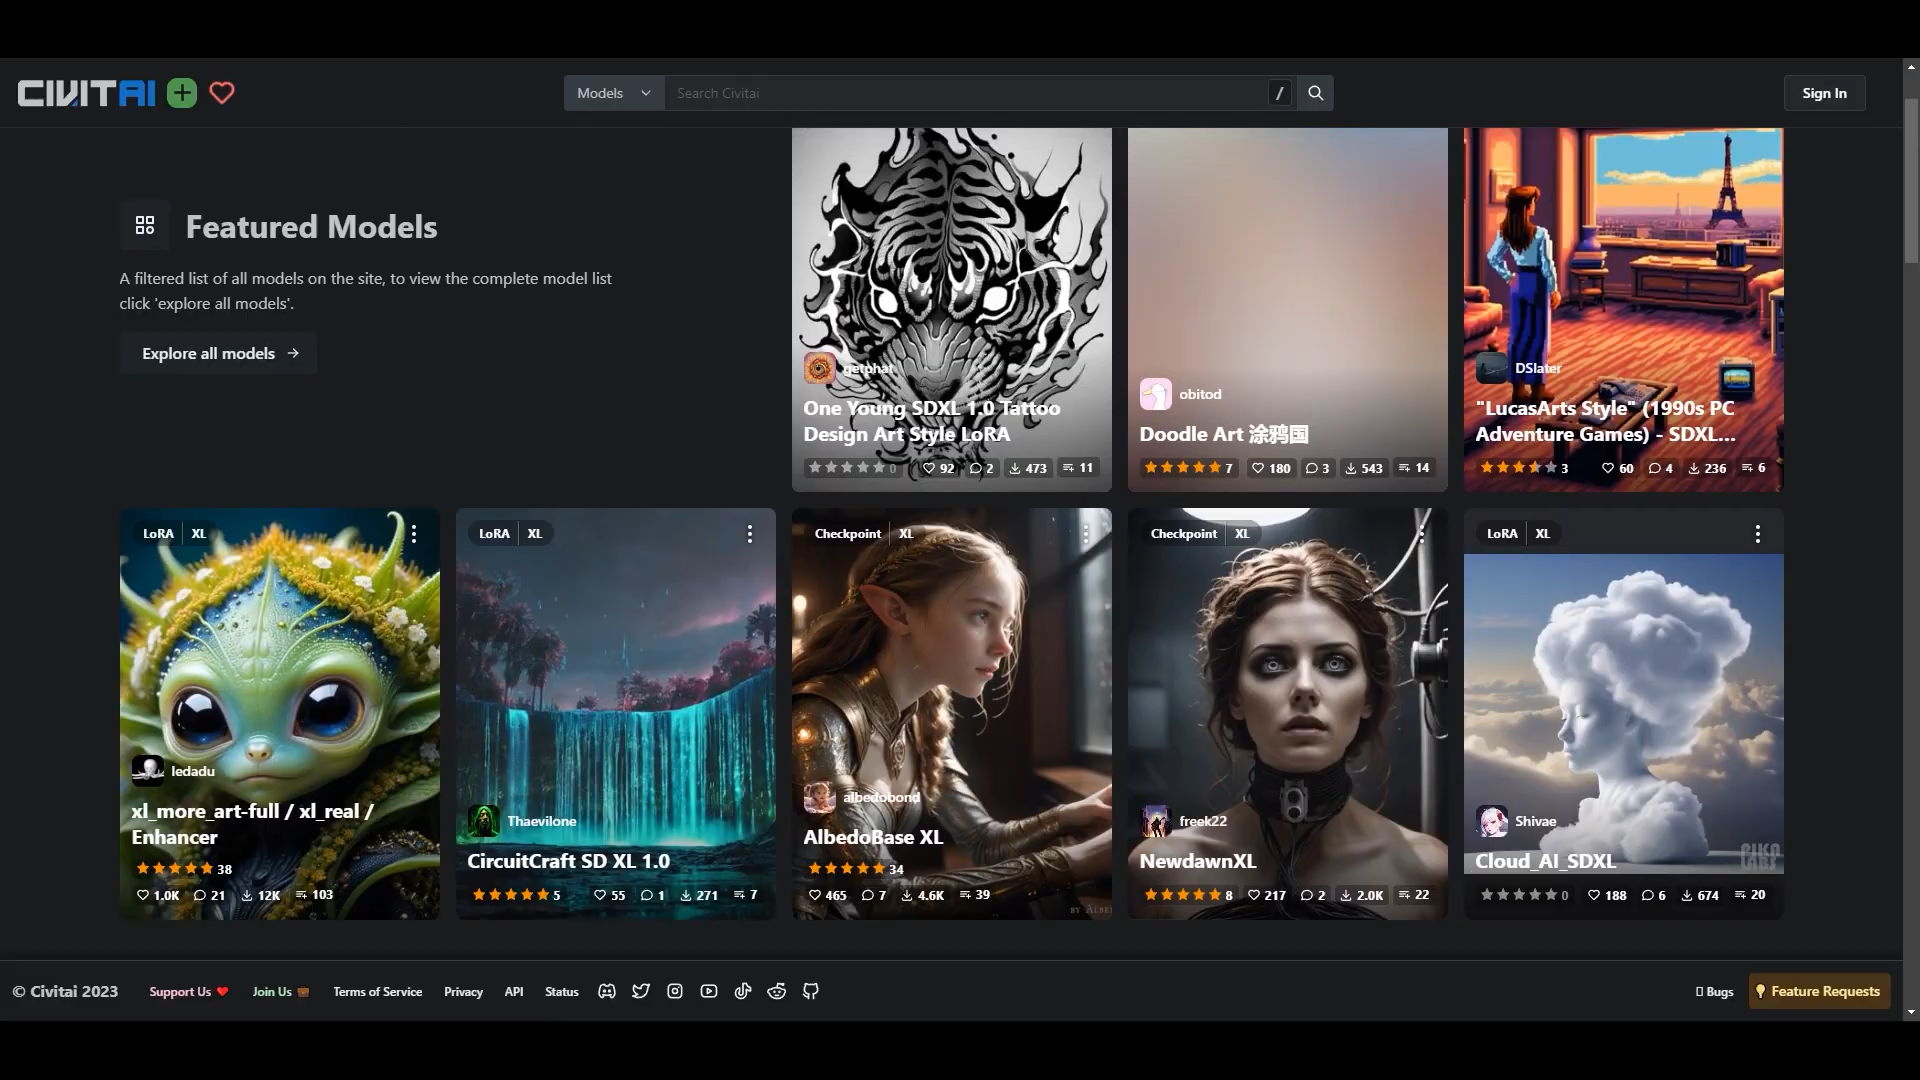 CIVITAI
Models
Search Civitai
/
Sign In
Featured Models
A filtered list of all models on the site, to view the complete model list
click 'explore all models'.
Explore all models
getphat
One Young SDXL 1.0 Tattoo
Design Art Style LoRA
0 92 2 473 11
obitod
Doodle Art 涂鸦国
7 180 3 543 14
DSlater
"LucasArts Style" (1990s PC
Adventure Games) - SDXL...
3 60 4 236 6
LoRA XL
ledadu
xl_more_art-full / xl_real /
Enhancer
38
1.0K 21 12K 103
LoRA XL
Thaevilone
CircuitCraft SD XL 1.0
5 55 1 271 7
Checkpoint XL
albedobond
AlbedoBase XL
34
465 7 4.6K 39
BY ALBE
Checkpoint XL
freek22
NewdawnXL
8 217 2 2.0K 22
LoRA XL
Shivae
PIKA
LABS
Cloud_AI_SDXL
0 188 6 674 20
© Civitai 2023
Support Us
Join Us
Terms of Service
Privacy
API
Status
Bugs
Feature Requests